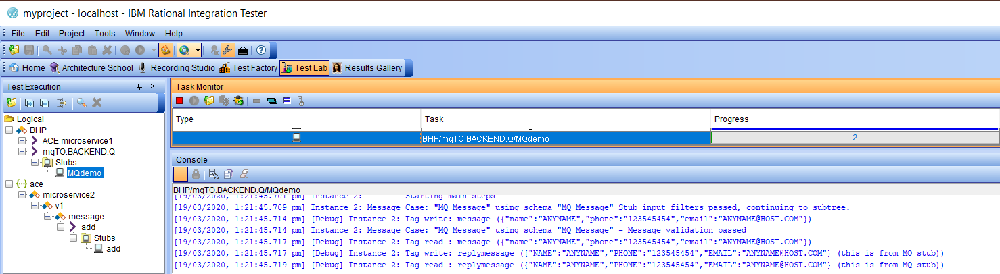 myproject - localhost - IBM Rational Integration Tester
File Edit Project Tools Window Help
Home Architecture School Recording Studio Test Factory Test Lab Results Gallery
Test Execution
Logical
BHP
ACE microservice1
mqTO.BACKEND.Q
Stubs
MQdemo
ace
microservice2
v1
message
add
Stubs
add
Task Monitor
Type Task Progress
BHP/mqTO.BACKEND.Q/MQdemo 2
Console
BHP/mqTO.BACKEND.Q/MQdemo
[19/03/2020, 1:21:45.701 pm] Instance 2: - - - - Starting main steps - - - -
[19/03/2020, 1:21:45.709 pm] Instance 2: Message Case: "MQ Message" using schema "MQ Message" Stub input filters passed, continuing to subtree.
[19/03/2020, 1:21:45.714 pm] [Debug] Instance 2: Tag write: message ({"name":"ANYNAME","phone":"123545454","email":"ANYNAME@HOST.COM"})
[19/03/2020, 1:21:45.714 pm] Instance 2: Message Case: "MQ Message" using schema "MQ Message" - Message validation passed
[19/03/2020, 1:21:45.717 pm] [Debug] Instance 2: Tag read : message ({"name":"ANYNAME","phone":"123545454","email":"ANYNAME@HOST.COM"})
[19/03/2020, 1:21:45.717 pm] [Debug] Instance 2: Tag write: replymessage ({"NAME":"ANYNAME","PHONE":"123545454","EMAIL":"ANYNAME@HOST.COM"} (this is from MQ stub))
[19/03/2020, 1:21:45.719 pm] [Debug] Instance 2: Tag read : replymessage ({"NAME":"ANYNAME","PHONE":"123545454","EMAIL":"ANYNAME@HOST.COM"} (this is from MQ stub))